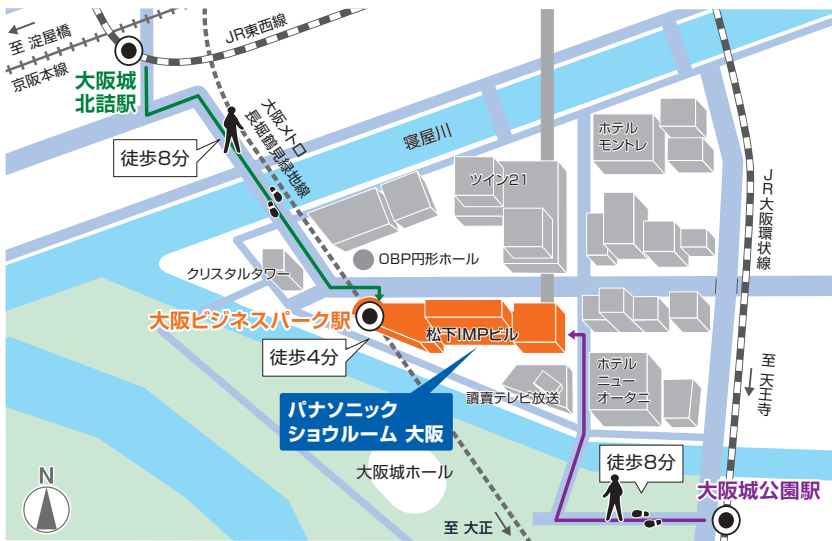 至 淀屋橋
京阪本線
JR東西線
大阪城
北詰駅
大阪メトロ
長堀鶴見緑地線
徒歩8分
寝屋川
ホテル
モントレ
ツイン21
JR大阪環状線
OBP円形ホール
クリスタルタワー
大阪ビジネスパーク駅
松下IMPビル
徒歩4分
讀賣テレビ放送
ホテル
ニュー
オータニ
至 天王寺
パナソニック
ショウルーム 大阪
大阪城ホール
徒歩8分
大阪城公園駅
N
至 大正